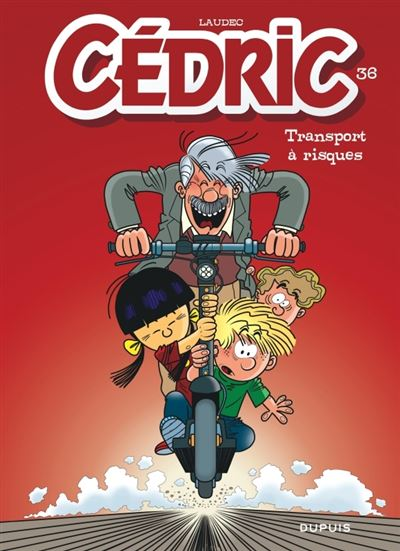 LAUDEC
CÉDRIC
36
Transport
à risques
DUPUIS